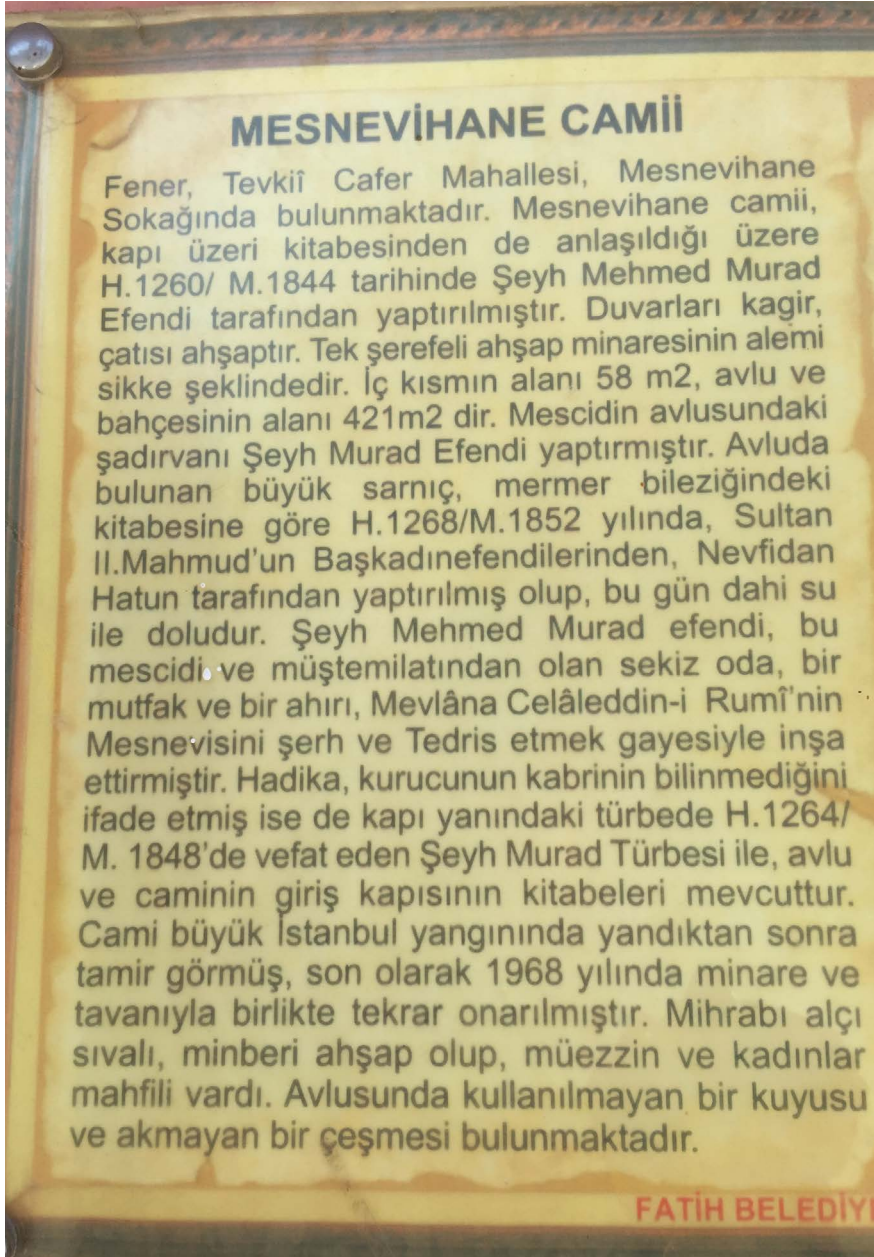 MESNEVİHANE CAMİİ
Fener, Tevkiî Cafer Mahallesi, Mesnevihane
Sokağında bulunmaktadır. Mesnevihane camii,
kapı üzeri kitabesinden de anlaşıldığı üzere
H.1260/ M.1844 tarihinde Şeyh Mehmed Murad
Efendi tarafından yaptırılmıştır. Duvarları kagir,
çatısı ahşaptır. Tek şerefeli ahşap minaresinin alemi
sikke şeklindedir. İç kısmın alanı 58 m2, avlu ve
bahçesinin alanı 421m2 dir. Mescidin avlusundaki
şadırvanı Şeyh Murad Efendi yaptırmıştır. Avluda
bulunan büyük sarnıç, mermer bileziğindeki
kitabesine göre H.1268/M.1852 yılında, Sultan
II.Mahmud'un Başkadınefendilerinden, Nevfidan
Hatun tarafından yaptırılmış olup, bu gün dahi su
ile doludur. Şeyh Mehmed Murad efendi, bu
mescidi ve müştemilatından olan sekiz oda, bir
mutfak ve bir ahırı, Mevlâna Celâleddin-i Rumî'nin
Mesnevisini şerh ve Tedris etmek gayesiyle inşa
ettirmiştir. Hadika, kurucunun kabrinin bilinmediğini
ifade etmiş ise de kapı yanındaki türbede H.1264/
M. 1848'de vefat eden Şeyh Murad Türbesi ile, avlu
ve caminin giriş kapısının kitabeleri mevcuttur.
Cami büyük İstanbul yangınında yandıktan sonra
tamir görmüş, son olarak 1968 yılında minare ve
tavanıyla birlikte tekrar onarılmıştır. Mihrabı alçı
sıvalı, minberi ahşap olup, müezzin ve kadınlar
mahfili vardı. Avlusunda kullanılmayan bir kuyusu
ve akmayan bir çeşmesi bulunmaktadır.
FATİH BELEDİY